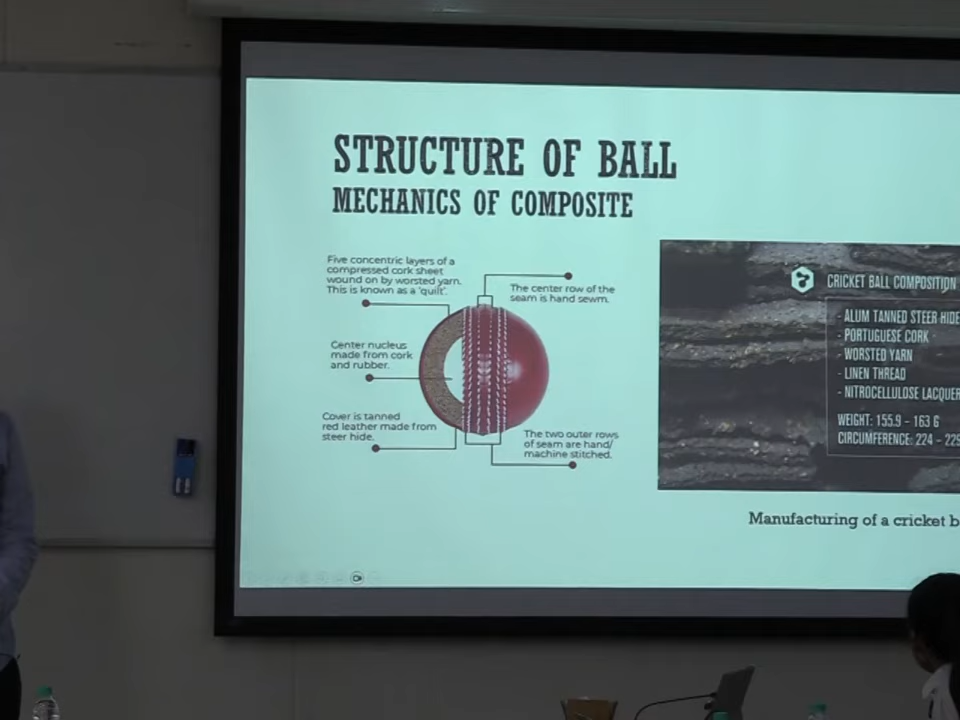 STRUCTURE OF BALL
MECHANICS OF COMPOSITE
Five concentric layers of a
compressed cork sheet
wound on by worsted yarn.
This is known as a 'quilt'.
The center row of the
seam is hand sewm.
Center nucleus
made from cork
and rubber.
Cover is tanned
red leather made from
steer hide.
The two outer rows
of seam are hand/
machine stitched.
CRICKET BALL COMPOSITION
- ALUM TANNED STEER HIDE
- PORTUGUESE CORK
- WORSTED YARN
- LINEN THREAD
- NITROCELLULOSE LACQUER
WEIGHT: 155.9 - 163 G
CIRCUMFERENCE: 224 - 229
Manufacturing of a cricket b